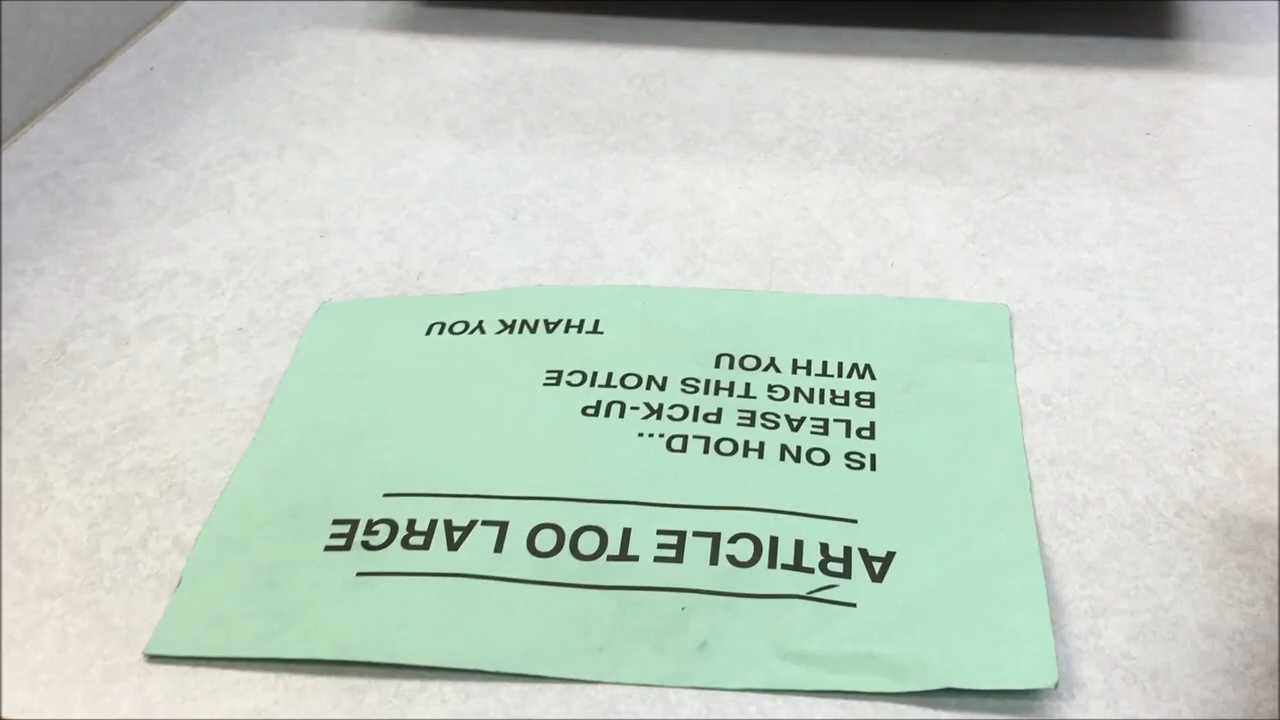 ARTICLE TOO LARGE
IS ON HOLD...
PLEASE PICK-UP
BRING THIS NOTICE
WITH YOU
THANK YOU